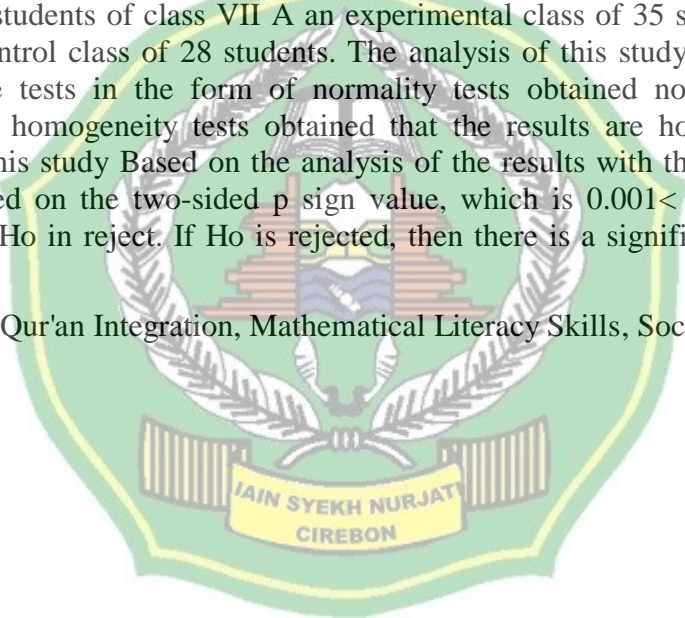 students of class VII A an experimental class of 35 s
ntrol class of 28 students. The analysis of this study
e tests in the form of normality tests obtained no
homogeneity tests obtained that the results are ho
his study Based on the analysis of the results with th
ed on the two-sided p sign value, which is 0.001<
Ho in reject. If Ho is rejected, then there is a signifi
Qur'an Integration, Mathematical Literacy Skills, Soc
IAIN SYEKH NURJATI
CIREBON